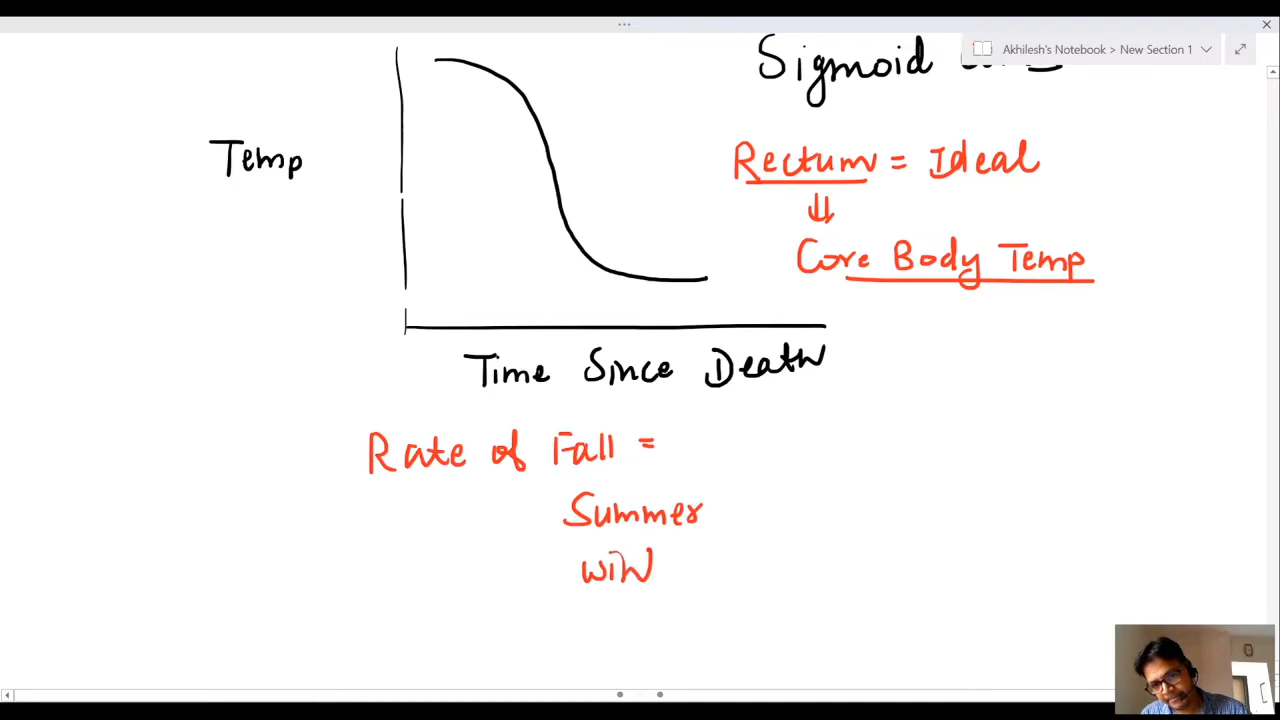 Akhilesh's Notebook > New Section 1
Sigmoid
Temp
Rectum = Ideal
⇓
Core Body Temp
Time Since Death
Rate of Fall =
Summer